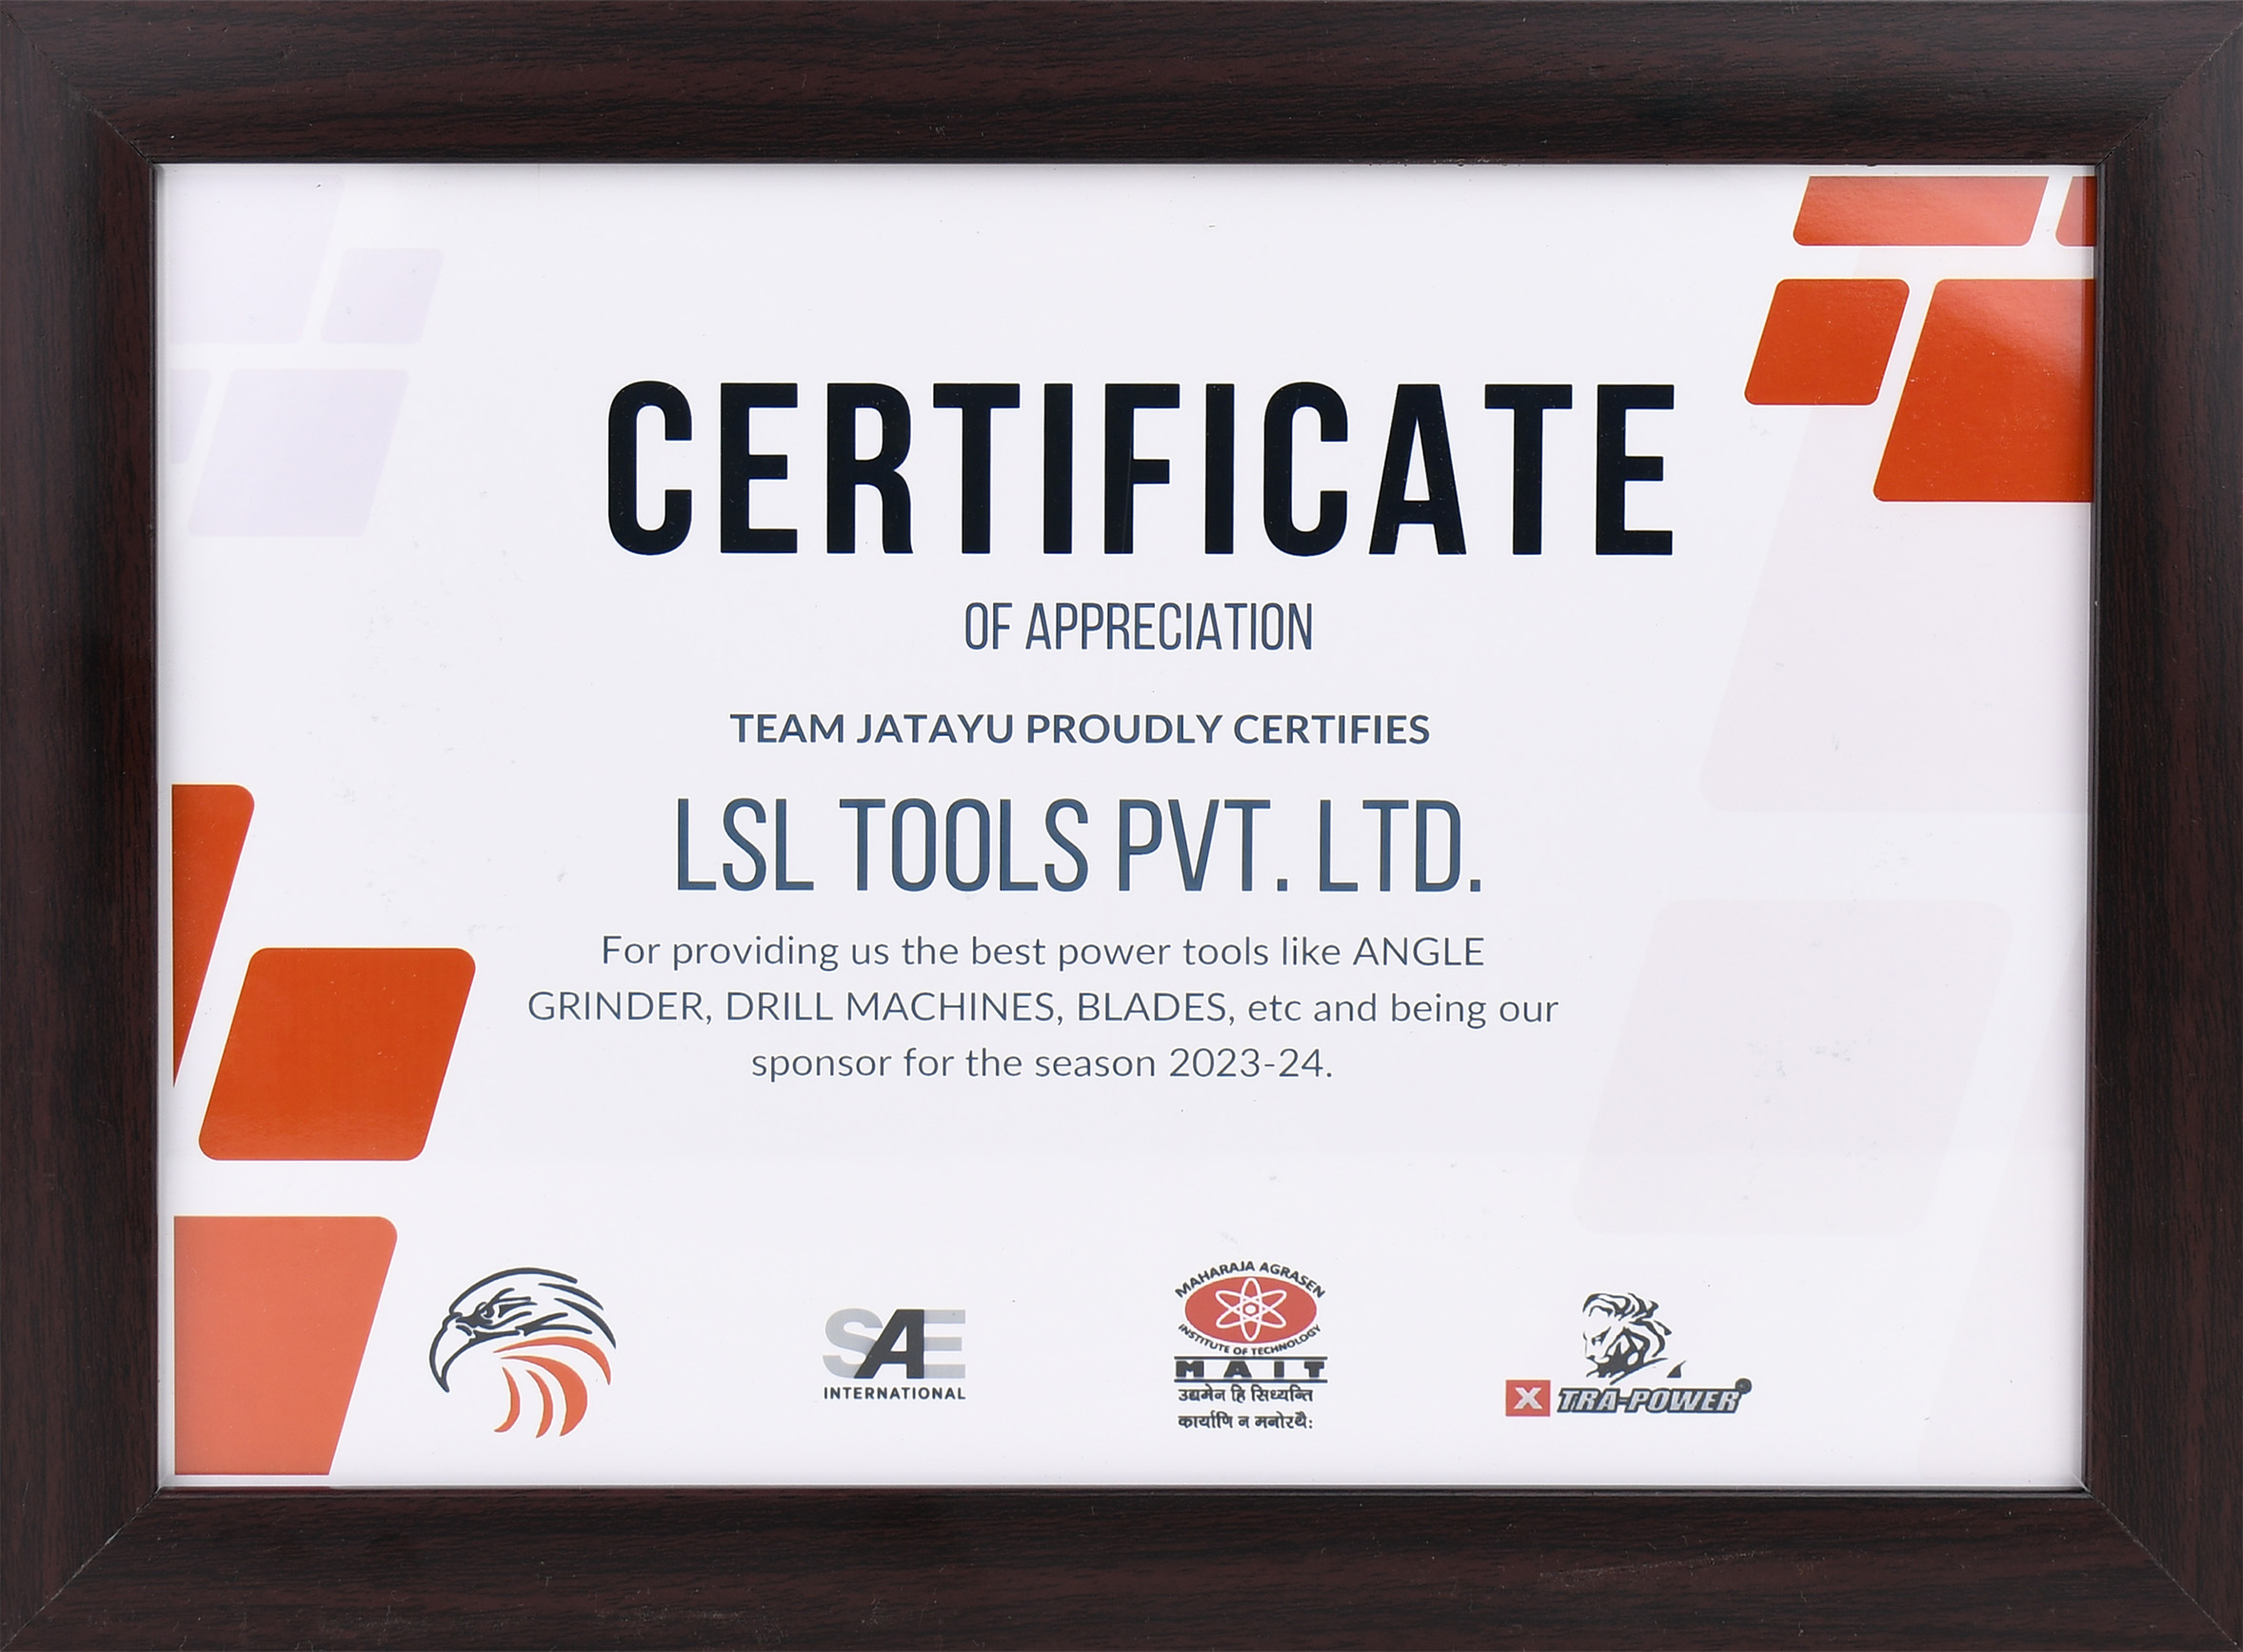 CERTIFICATE
OF APPRECIATION
TEAM JATAYU PROUDLY CERTIFIES
LSL TOOLS PVT. LTD.
For providing us the best power tools like ANGLE
GRINDER, DRILL MACHINES, BLADES, etc and being our
sponsor for the season 2023-24.
SAE
INTERNATIONAL
MAHARAJA AGRASEN
INSTITUTE OF TECHNOLOGY
MAIT
उद्यमेन हि सिध्यन्ति
कार्याणि न मनोरथैः
X TRA-POWER